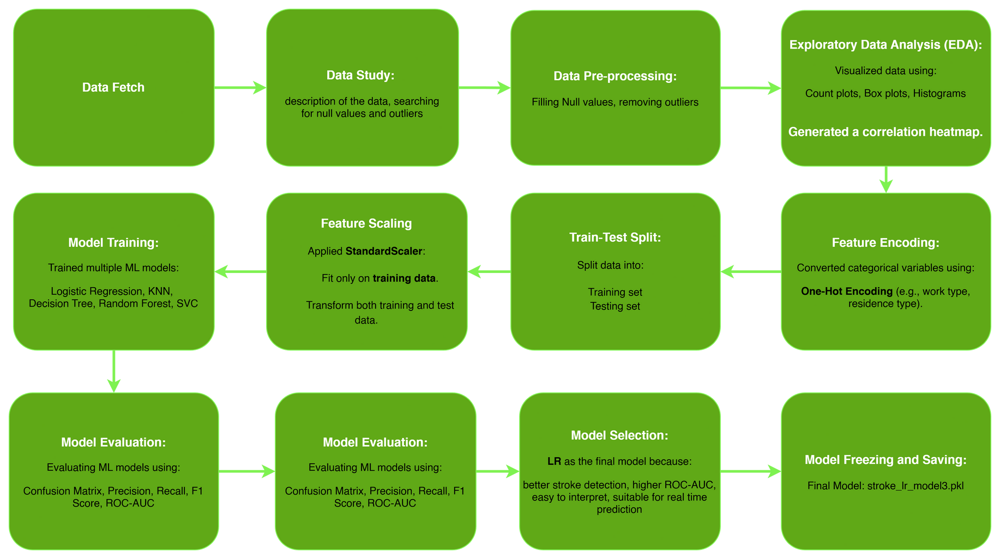 Data Fetch
Data Study:
description of the data, searching
for null values and outliers
Data Pre-processing:
Filling Null values, removing outliers
Exploratory Data Analysis (EDA):
Visualized data using:
Count plots, Box plots, Histograms
Generated a correlation heatmap.
Feature Encoding:
Converted categorical variables using:
One-Hot Encoding (e.g., work type,
residence type).
Train-Test Split:
Split data into:
Training set
Testing set
Feature Scaling
Applied StandardScaler:
Fit only on training data.
Transform both training and test
data.
Model Training:
Trained multiple ML models:
Logistic Regression, KNN,
Decision Tree, Random Forest, SVC
Model Evaluation:
Evaluating ML models using:
Confusion Matrix, Precision, Recall, F1
Score, ROC-AUC
Model Evaluation:
Evaluating ML models using:
Confusion Matrix, Precision, Recall, F1
Score, ROC-AUC
Model Selection:
LR as the final model because:
better stroke detection, higher ROC-AUC,
easy to interpret, suitable for real time
prediction
Model Freezing and Saving:
Final Model: stroke_lr_model3.pkl